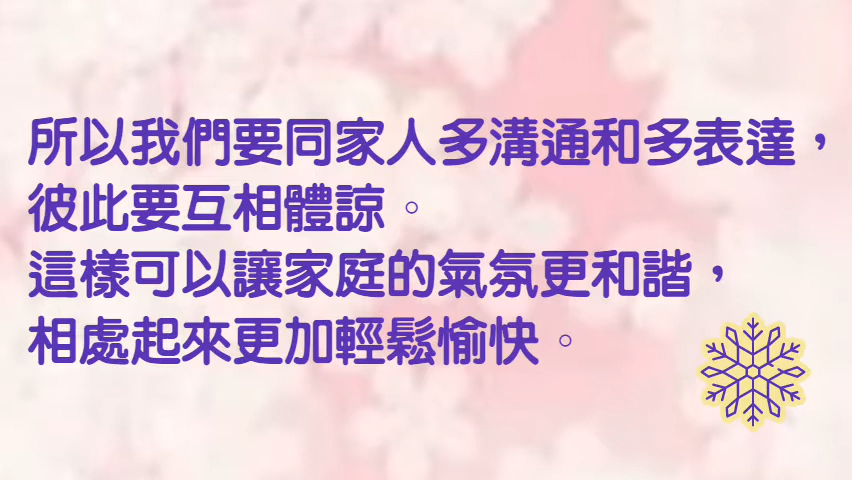 所以我們要同家人多溝通和多表達，
彼此要互相體諒。
這樣可以讓家庭的氣氛更和諧，
相處起來更加輕鬆愉快。